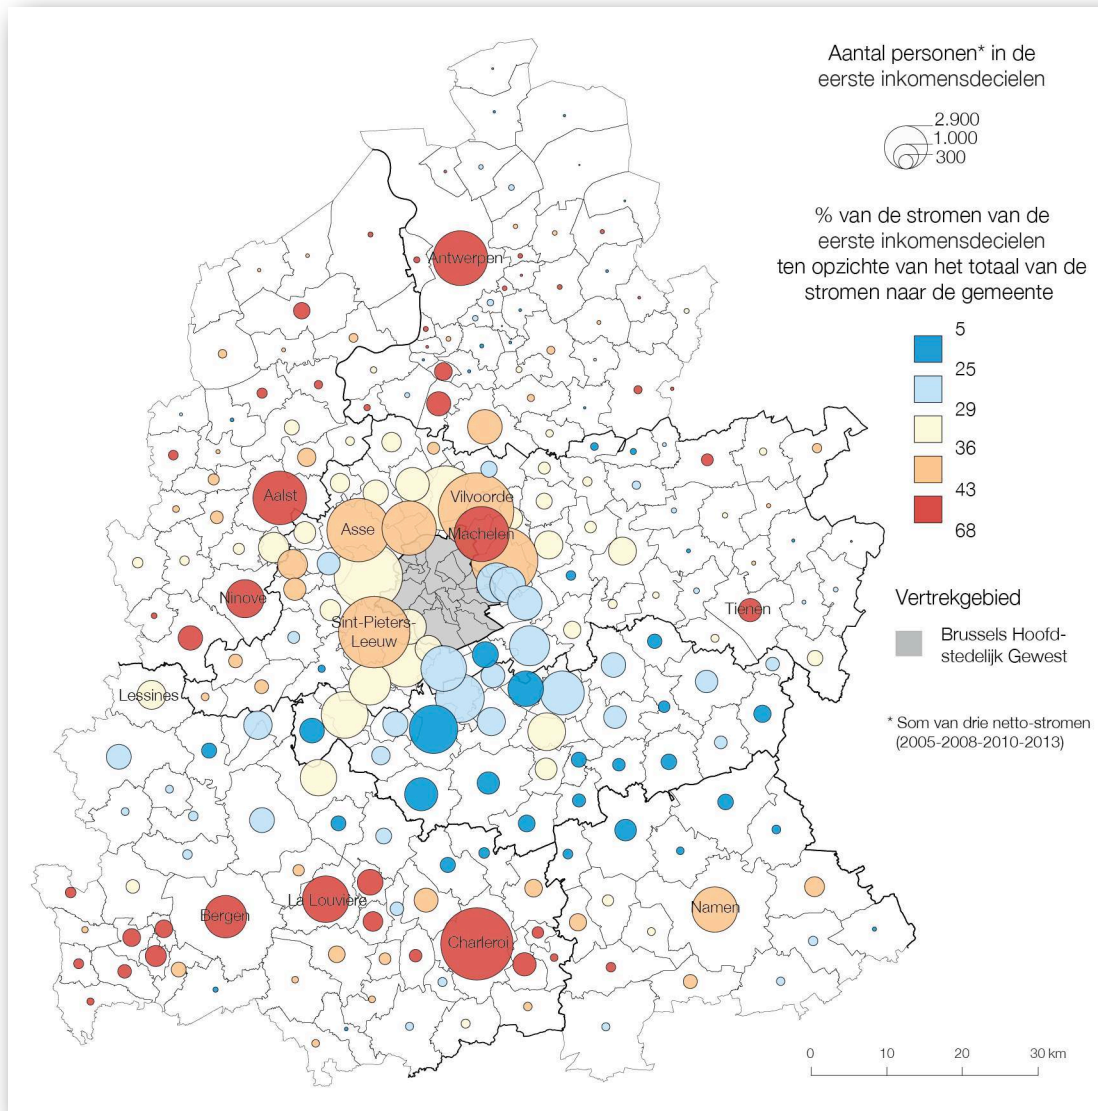 Aantal personen* in de
eerste inkomensdecielen
2.900
1.000
300
% van de stromen van de
eerste inkomensdecielen
ten opzichte van het totaal van de
stromen naar de gemeente
5
25
29
36
43
68
Vertrekgebied
Brussels Hoofd-
stedelijk Gewest
* Som van drie netto-stromen
(2005-2008-2010-2013)
Antwerpen
Aalst
Vilvoorde
Asse
Machelen
Ninove
Tienen
Sint-Pieters-
Leeuw
Lessines
La Louvière
Bergen
Namen
Charleroi
0 10 20 30 km